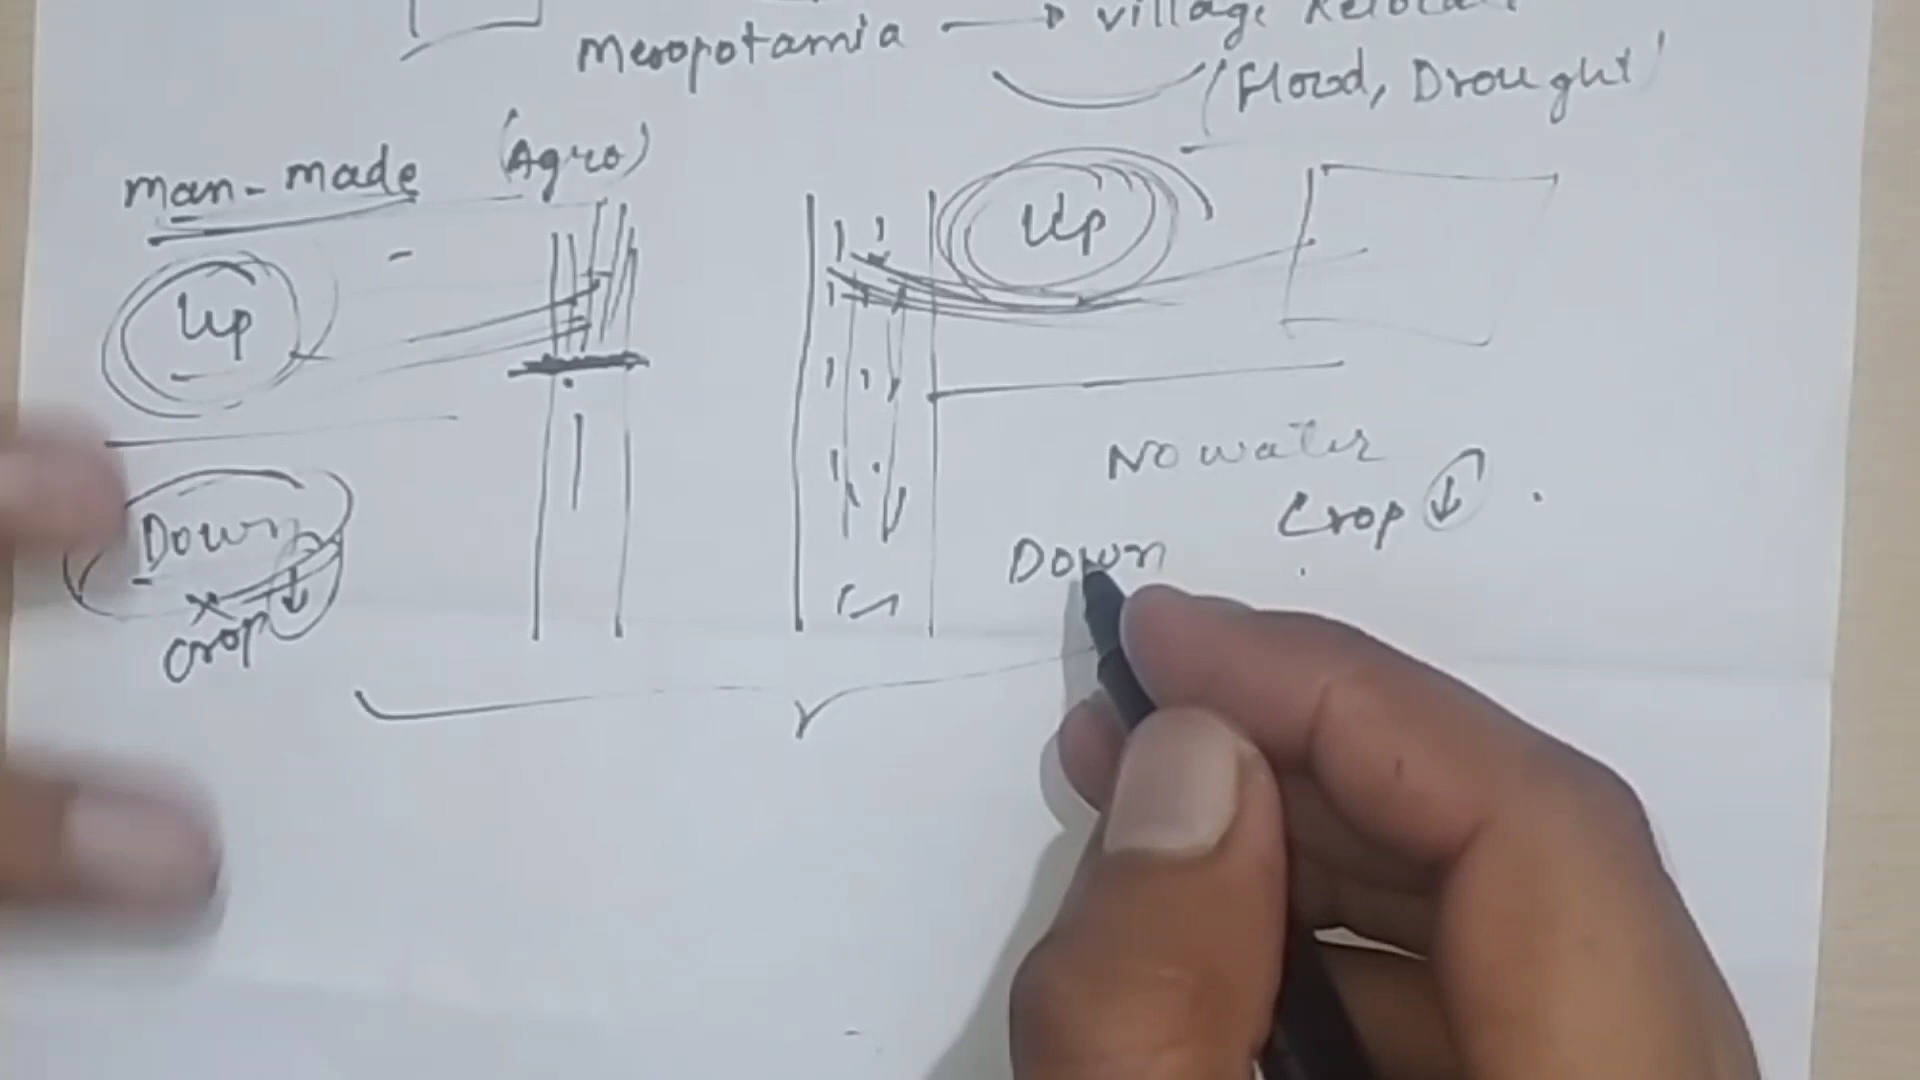 Mesopotamia → village
(Flood, Drought)
man-made (Agro)
Up
Up
No water
Crop ↓
Down
Down
crop ↓